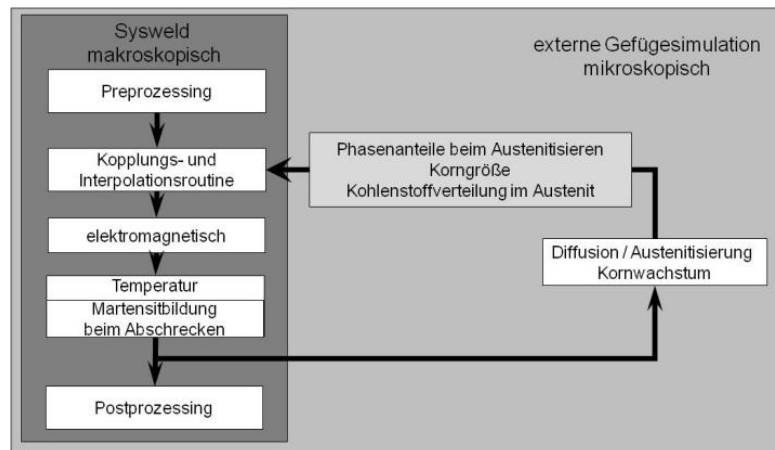 Sysweld
makroskopisch
externe Gefügesimulation
mikroskopisch
Preprozessing
Kopplungs- und
Interpolationsroutine
Phasenanteile beim Austenitisieren
Korngröße
Kohlenstoffverteilung im Austenit
elektromagnetisch
Diffusion / Austenitisierung
Kornwachstum
Temperatur
Martensitbildung
beim Abschrecken
Postprozessing